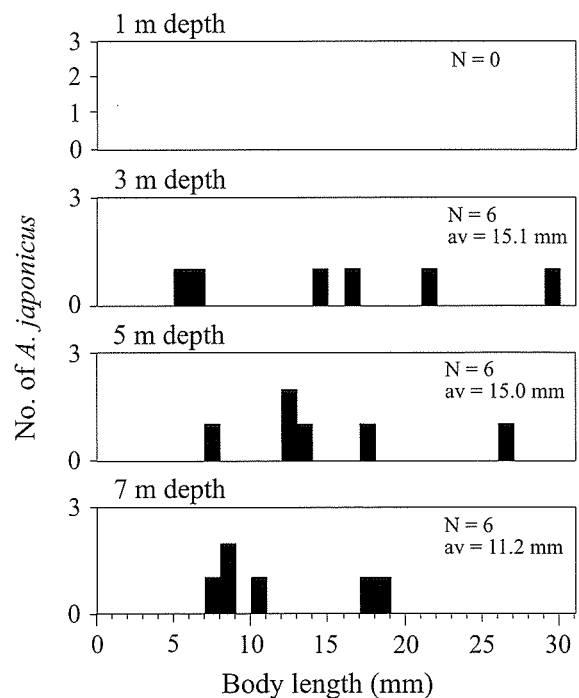 1 m depth
3
2
1
0
N = 0
3 m depth
3
0
N = 6
av = 15.1 mm
5 m depth
3
0
N = 6
av = 15.0 mm
7 m depth
3
0
N = 6
av = 11.2 mm
0 5 10 15 20 25 30
Body length (mm)
No. of A. japonicus